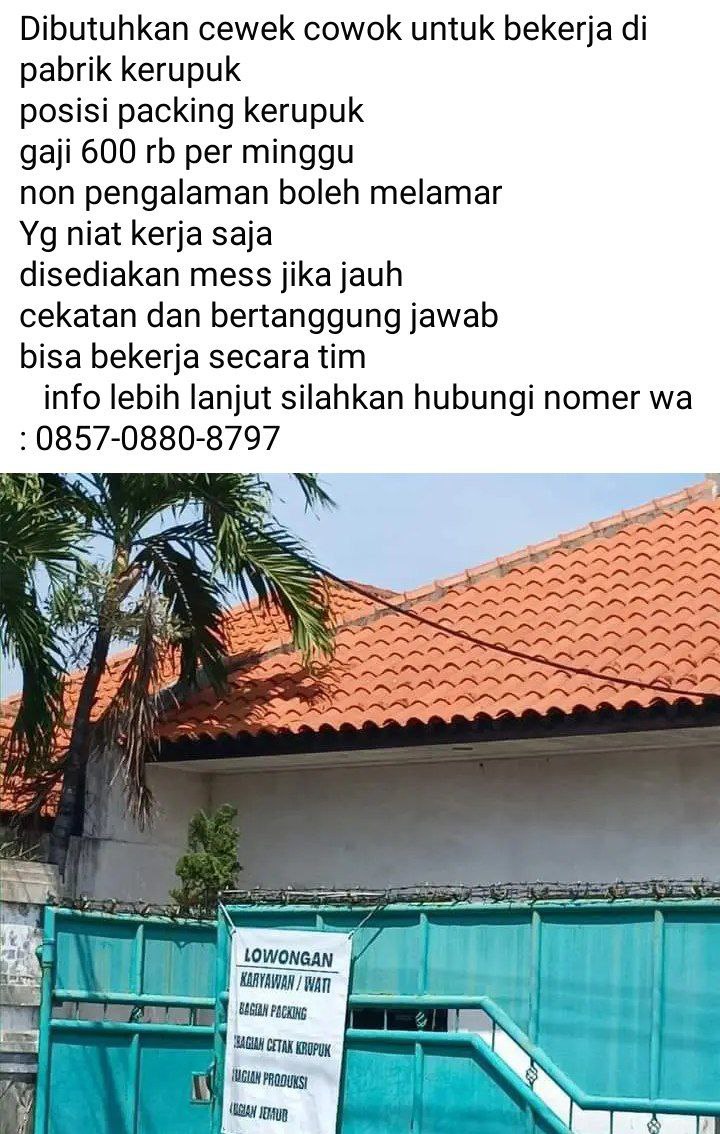 Dibutuhkan cewek cowok untuk bekerja di
pabrik kerupuk
posisi packing kerupuk
gaji 600 rb per minggu
non pengalaman boleh melamar
Yg niat kerja saja
disediakan mess jika jauh
cekatan dan bertanggung jawab
bisa bekerja secara tim
info lebih lanjut silahkan hubungi nomer wa
: 0857-0880-8797
LOWONGAN
KARYAWAN / WATI
BAGIAN PACKING
BAGIAN CETAK KRUPUK
BAGIAN PRODUKSI
BAGIAN JEMUR